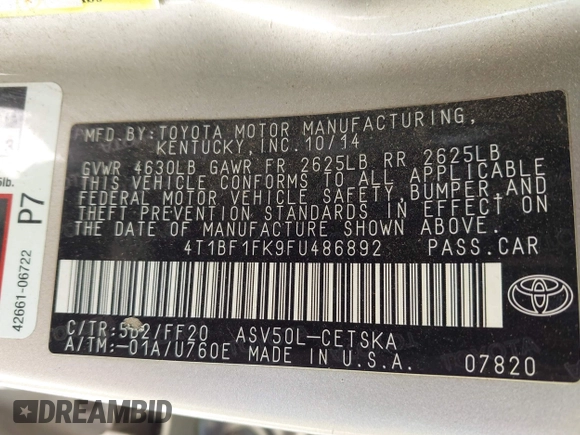 MFD.BY:TOYOTA MOTOR MANUFACTURING,
KENTUCKY, INC. 10/14
GVWR 4630LB GAWR FR 2625LB RR 2625LB
THIS VEHICLE CONFORMS TO ALL APPLICABLE
FEDERAL MOTOR VEHICLE SAFETY, BUMPER, AND
THEFT PREVENTION STANDARDS IN EFFECT ON
THE DATE OF MANUFACTURE SHOWN ABOVE.
4T1BF1FK9FU486892 PASS.CAR
C/TR: FF20 ASV50L-CETSKA
A/TM:-01A/U760E MADE IN U.S.A.
07820
TOYOTA
P7
42661-06722
DREAMBID